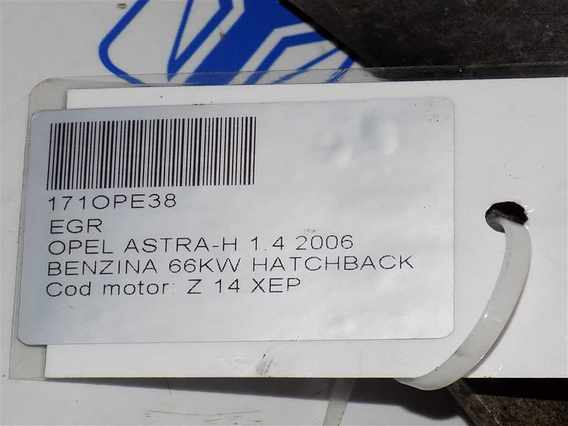 171OPE38
EGR
OPEL ASTRA-H 1.4 2006
BENZINA 66KW HATCHBACK
Cod motor: Z 14 XEP